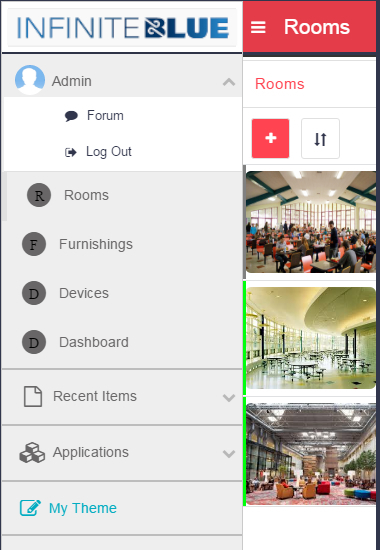 INFINITEBLUE
Rooms
Admin
Rooms
Forum
Log Out
R Rooms
F Furnishings
D Devices
D Dashboard
Recent Items
Applications
My Theme